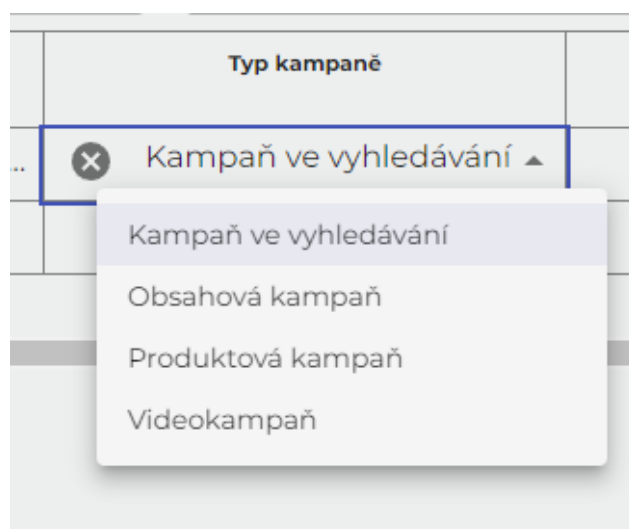 Typ kampaně
... Kampaň ve vyhledávání
Kampaň ve vyhledávání
Obsahová kampaň
Produktová kampaň
Videokampaň